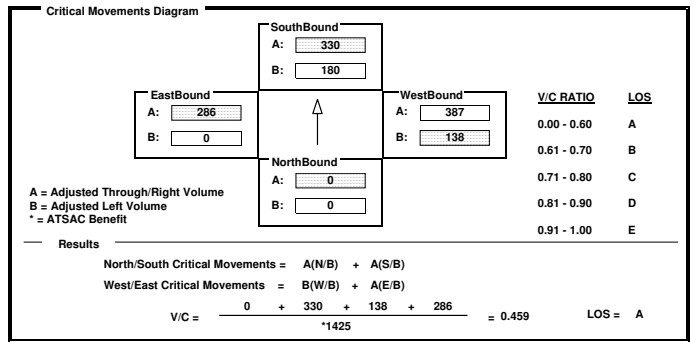 Critical Movements Diagram
SouthBound
A: 330
B: 180
EastBound
A: 286
B: 0
WestBound
A: 387
B: 138
NorthBound
A: 0
B: 0
V/C RATIO LOS
0.00 - 0.60 A
0.61 - 0.70 B
0.71 - 0.80 C
0.81 - 0.90 D
0.91 - 1.00 E
A = Adjusted Through/Right Volume
B = Adjusted Left Volume
* = ATSAC Benefit
Results
North/South Critical Movements = A(N/B) + A(S/B)
West/East Critical Movements = B(W/B) + A(E/B)
V/C = 0 + 330 + 138 + 286 = 0.459 LOS = A
*1425